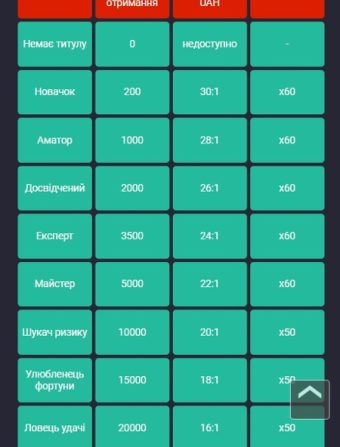 отримання UAH
Немає титулу 0 недоступно -
Новачок 200 30:1 x60
Аматор 1000 28:1 x60
Досвідчений 2000 26:1 x60
Експерт 3500 24:1 x60
Майстер 5000 22:1 x60
Шукач ризику 10000 20:1 x50
Улюбленець
фортуни 15000 18:1 x50
Ловець удачі 20000 16:1 x50